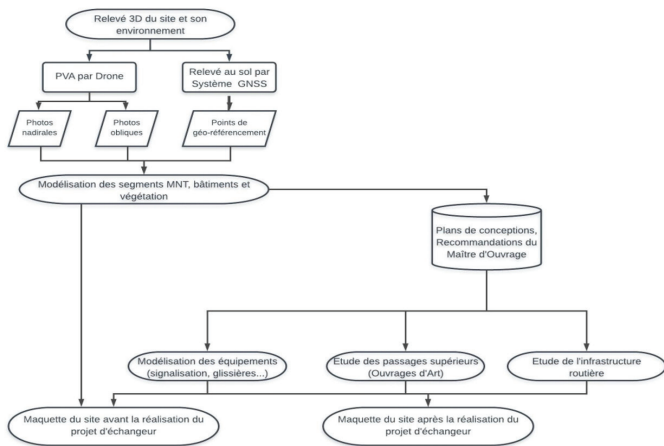 Relevé 3D du site et son
environnement
PVA par Drone
Relevé au sol par
Système GNSS
Photos
nadirales
Photos
obliques
Points de
géo-référencement
Modélisation des segments MNT, bâtiments et
végétation
Plans de conceptions,
Recommandations du
Maître d'Ouvrage
Modélisation des équipements
(signalisation, glissières...)
Etude des passages supérieurs
(Ouvrages d'Art)
Etude de l'infrastructure
routière
Maquette du site avant la réalisation du
projet d'échangeur
Maquette du site après la réalisation du
projet d'échangeur